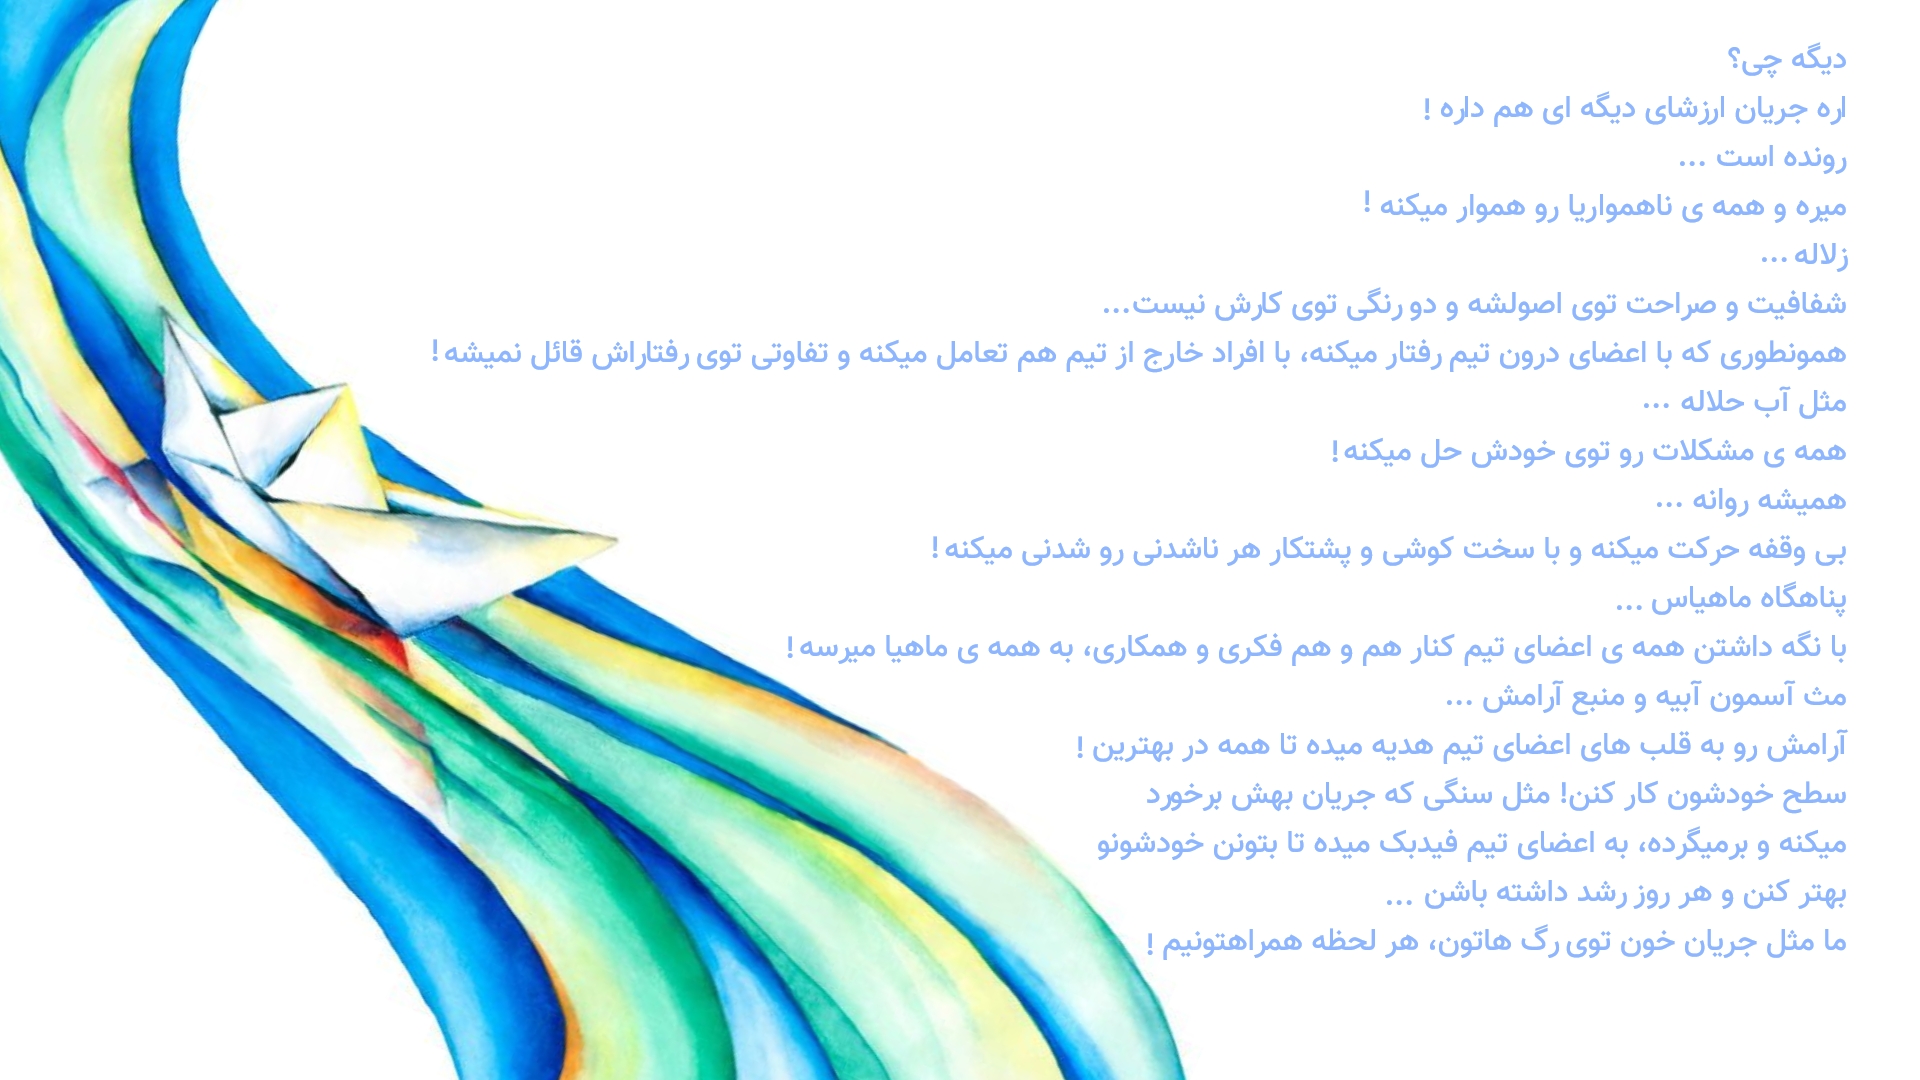 دیگه چی؟
اره جریان ارزشای دیگه ای هم داره !
رونده است ...
میره و همه ی ناهمواریا رو هموار میکنه !
زلاله ...
شفافیت و صراحت توی اصولشه و دو رنگی توی کارش نیست...
همونطوری که با اعضای درون تیم رفتار میکنه، با افراد خارج از تیم هم تعامل میکنه و تفاوتی توی رفتاراش قائل نمیشه !
مثل آب حلاله ...
همه ی مشکلات رو توی خودش حل میکنه !
همیشه روانه ...
بی وقفه حرکت میکنه و با سخت کوشی و پشتکار هر ناشدنی رو شدنی میکنه !
پناهگاه ماهیاس ...
با نگه داشتن همه ی اعضای تیم کنار هم و هم فکری و همکاری، به همه ی ماهیا میرسه !
مث آسمون آبیه و منبع آرامش ...
آرامش رو به قلب های اعضای تیم هدیه میده تا همه در بهترین !
سطح خودشون کار کنن! مثل سنگی که جریان بهش برخورد
میکنه و برمیگرده، به اعضای تیم فیدبک میده تا بتونن خودشونو
بهتر کنن و هر روز رشد داشته باشن ...
ما مثل جریان خون توی رگ هاتون، هر لحظه همراهتونیم !